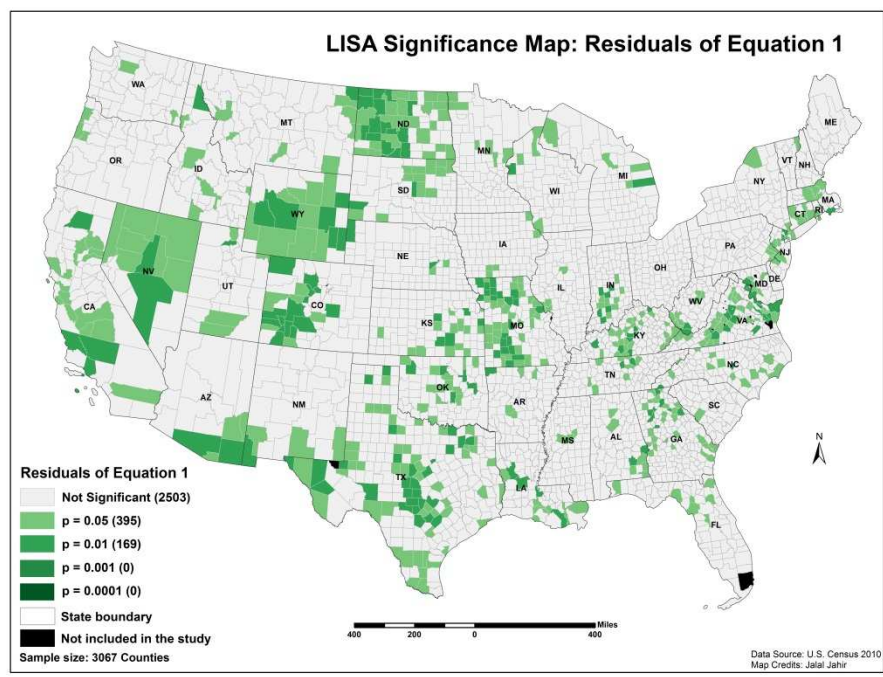 LISA Significance Map: Residuals of Equation 1
WA
MT
ND
MN
ME
VT
NH
OR
ID
WI
MI
NY
MA
SD
CT
RI
WY
IA
PA
NJ
NE
OH
NV
IL
IN
MD
DE
UT
WV
CA
CO
KS
MO
VA
KY
NC
TN
OK
AZ
NM
AR
SC
MS
AL
GA
N
TX
LA
FL
Residuals of Equation 1
Not Significant (2503)
p = 0.05 (395)
p = 0.01 (169)
p = 0.001 (0)
p = 0.0001 (0)
State boundary
Not included in the study
Sample size: 3067 Counties
Miles
400 200 0 400
Data Source: U.S. Census 2010
Map Credits: Jalal Jahir